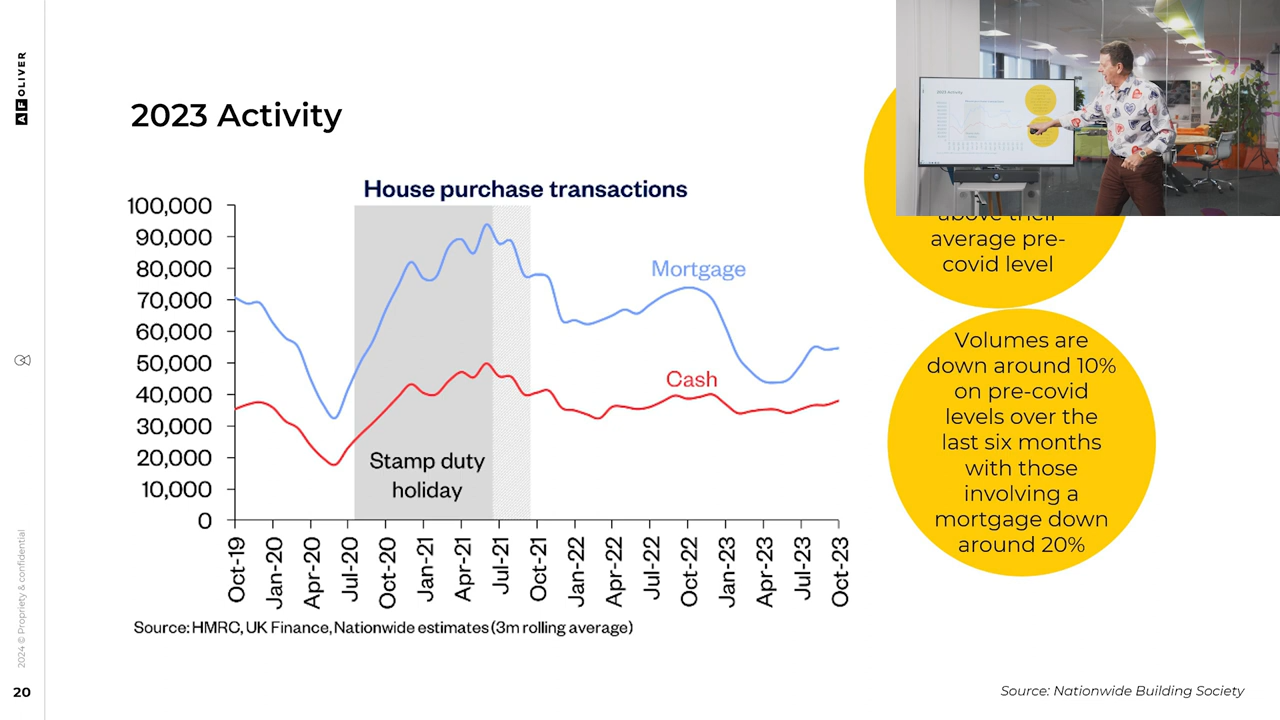 AF OLIVER
2024 © Propriety & confidential
20
2023 Activity
House purchase transactions
100,000
90,000
80,000
70,000
60,000
50,000
40,000
30,000
20,000
10,000
0
Mortgage
Cash
Stamp duty
holiday
Oct-19
Jan-20
Apr-20
Jul-20
Oct-20
Jan-21
Apr-21
Jul-21
Oct-21
Jan-22
Apr-22
Jul-22
Oct-22
Jan-23
Apr-23
Jul-23
Oct-23
Source: HMRC, UK Finance, Nationwide estimates (3m rolling average)
above their
average pre-
covid level
Volumes are
down around 10%
on pre-covid
levels over the
last six months
with those
involving a
mortgage down
around 20%
Source: Nationwide Building Society
2023 Activity